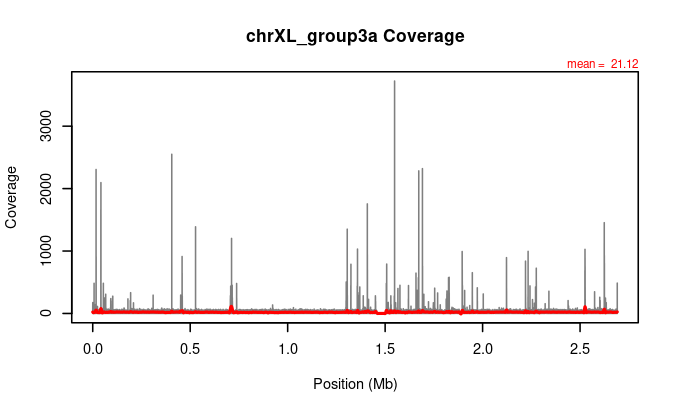 chrXL_group3a Coverage
mean = 21.12
Coverage
3000
2000
1000
0
0.0 0.5 1.0 1.5 2.0 2.5
Position (Mb)